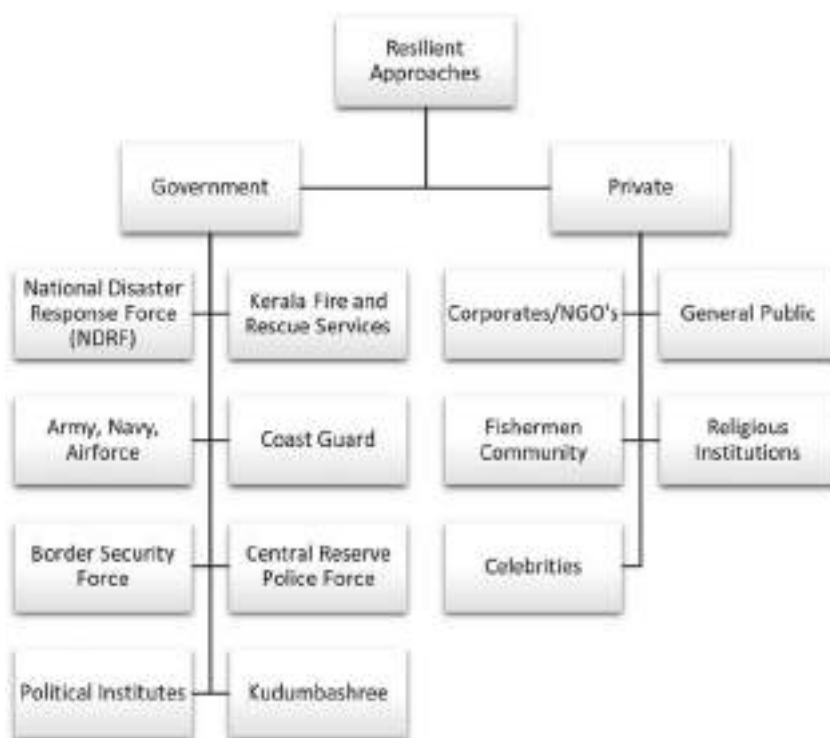 Resilient
Approaches
Government
Private
National Disaster
Response Force
(NDRF)
Kerala Fire and
Rescue Services
Corporates/NGO's
General Public
Army, Navy,
Airforce
Coast Guard
Fishermen
Community
Religious
Institutions
Border Security
Force
Central Reserve
Police Force
Celebrities
Political Institutes
Kudumbashree